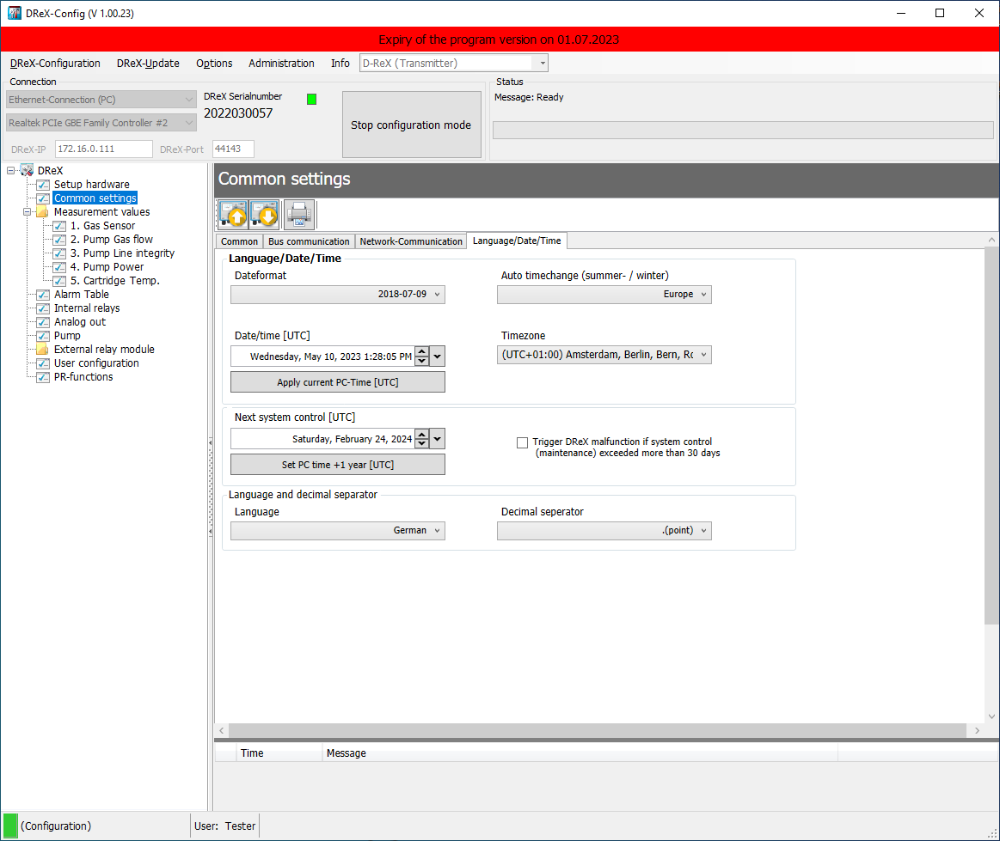 DReX-Config (V 1.00.23)
Expiry of the program version on 01.07.2023
DReX-Configuration DReX-Update Options Administration Info D-ReX (Transmitter)
Connection
Ethernet-Connection (PC)
Realtek PCIe GBE Family Controller #2
DReX Serialnumber
2022030057
DReX-IP 172.16.0.111 DReX-Port 44143
Stop configuration mode
Status
Message: Ready
DReX
Setup hardware
Common settings
Measurement values
1. Gas Sensor
2. Pump Gas flow
3. Pump Line integrity
4. Pump Power
5. Cartridge Temp.
Alarm Table
Internal relays
Analog out
Pump
External relay module
User configuration
PR-functions
Common settings
Common Bus communication Network-Communication Language/Date/Time
Language/Date/Time
Dateformat
2018-07-09
Auto timechange (summer- / winter)
Europe
Date/time [UTC]
Wednesday, May 10, 2023 1:28:05 PM
Apply current PC-Time [UTC]
Timezone
(UTC+01:00) Amsterdam, Berlin, Bern, Ro
Next system control [UTC]
Saturday, February 24, 2024
Set PC time +1 year [UTC]
Trigger DReX malfunction if system control
(maintenance) exceeded more than 30 days
Language and decimal separator
Language
German
Decimal seperator
.(point)
Time Message
(Configuration) User: Tester